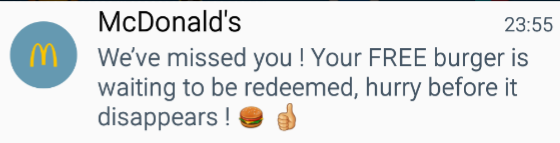 McDonald's 23:55
We’ve missed you ! Your FREE burger is
waiting to be redeemed, hurry before it
disappears ! 🍔 👍